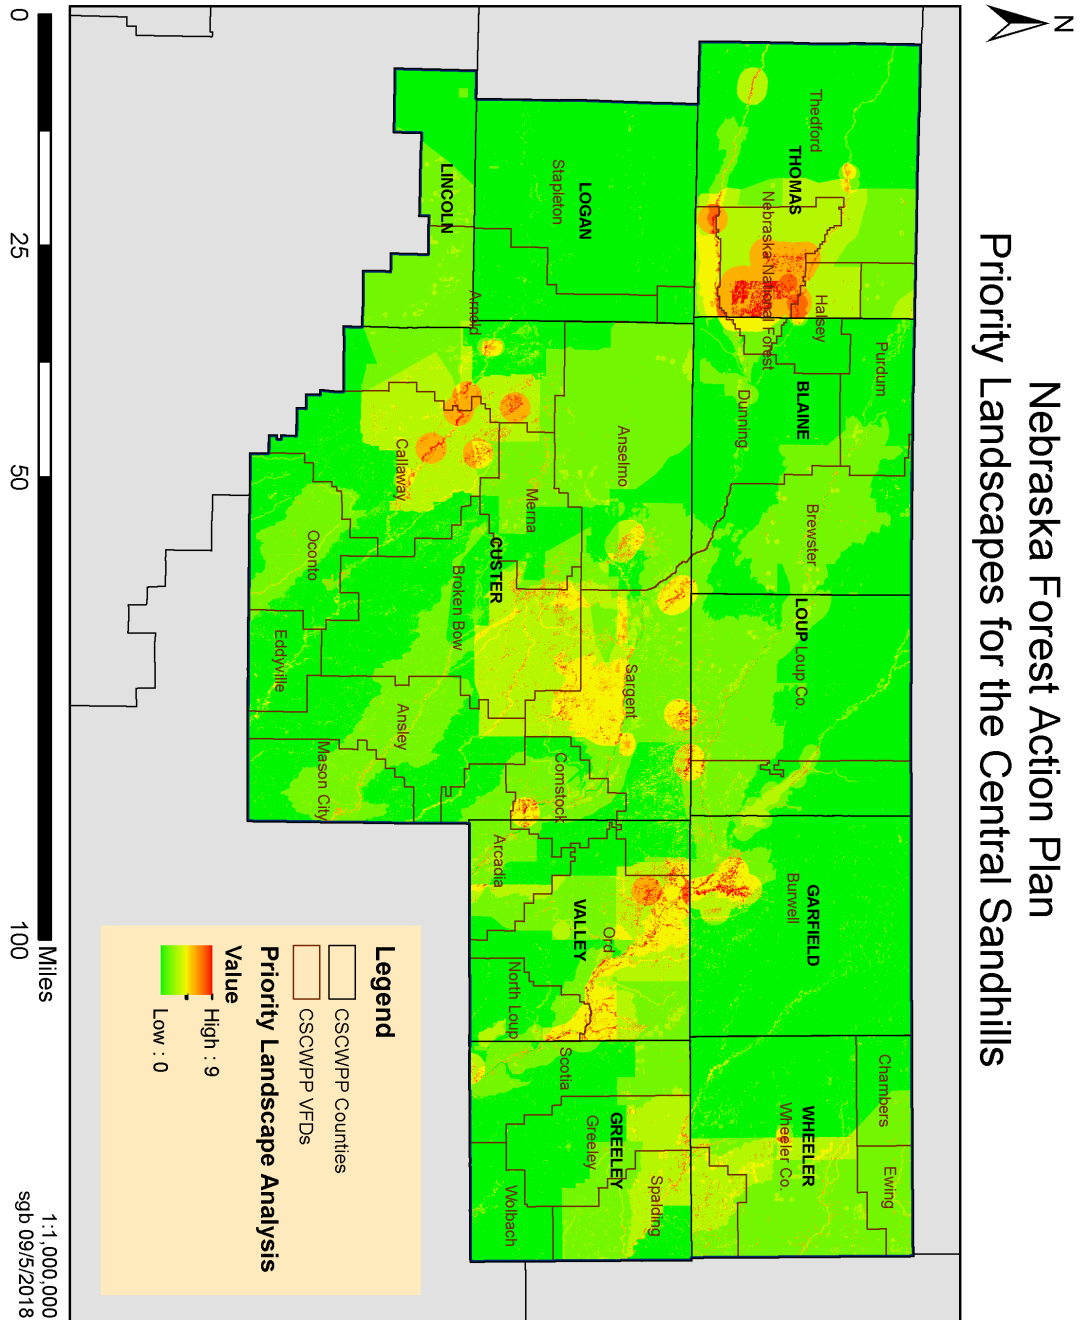 Nebraska Forest Action Plan
Priority Landscapes for the Central Sandhills
N
Thedford
THOMAS
Nebraska National Forest
Halsey
Purdum
BLAINE
Dunning
Brewster
LOUP
Loup Co.
GARFIELD
Burwell
Chambers
Ewing
WHEELER
Wheeler Co.
LOGAN
Stapleton
LINCOLN
Arnold
Anselmo
Merna
Callaway
CUSTER
Broken Bow
Oconto
Eddyville
Sargent
Ansley
Mason City
Comstock
Arcadia
VALLEY
Ord
North Loup
Scotia
GREELEY
Greeley
Spalding
Wolbach
Legend
CSCWPP Counties
CSCWPP VFDs
Priority Landscape Analysis
Value
High : 9
Low : 0
0
25
50
100
Miles
1:1,000,000
sgb 09/5/2018